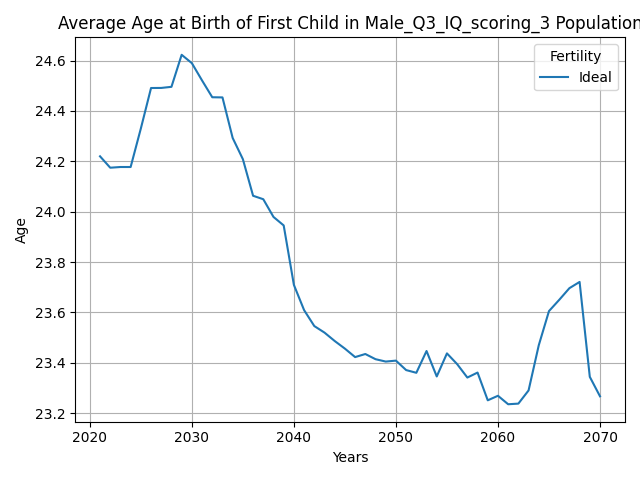 Average Age at Birth of First Child in Male_Q3_IQ_scoring_3 Population
Fertility
Ideal
Age
24.6
24.4
24.2
24.0
23.8
23.6
23.4
23.2
2020 2030 2040 2050 2060 2070
Years